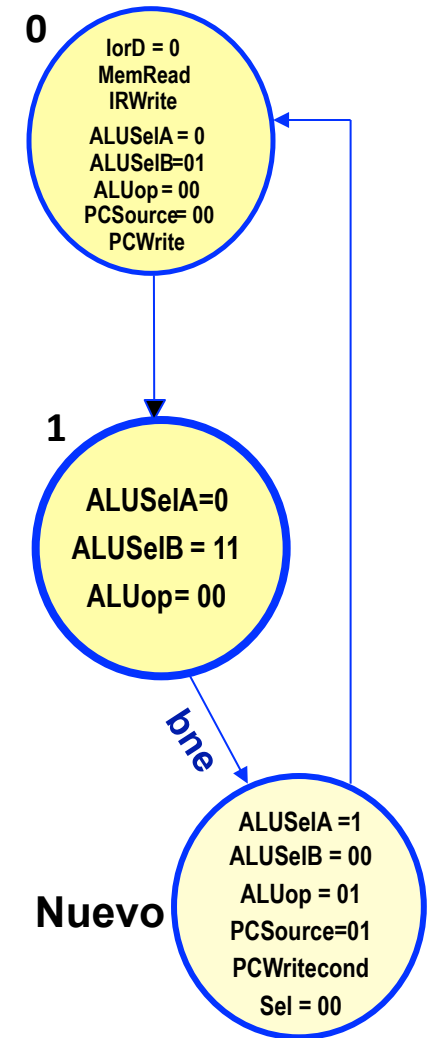 0
IorD = 0
MemRead
IRWrite
ALUSelA = 0
ALUSelB=01
ALUop = 00
PCSource= 00
PCWrite
1
ALUSelA=0
ALUSelB = 11
ALUop= 00
bne
Nuevo
ALUSelA =1
ALUSelB = 00
ALUop = 01
PCSource=01
PCWritecond
Sel = 00